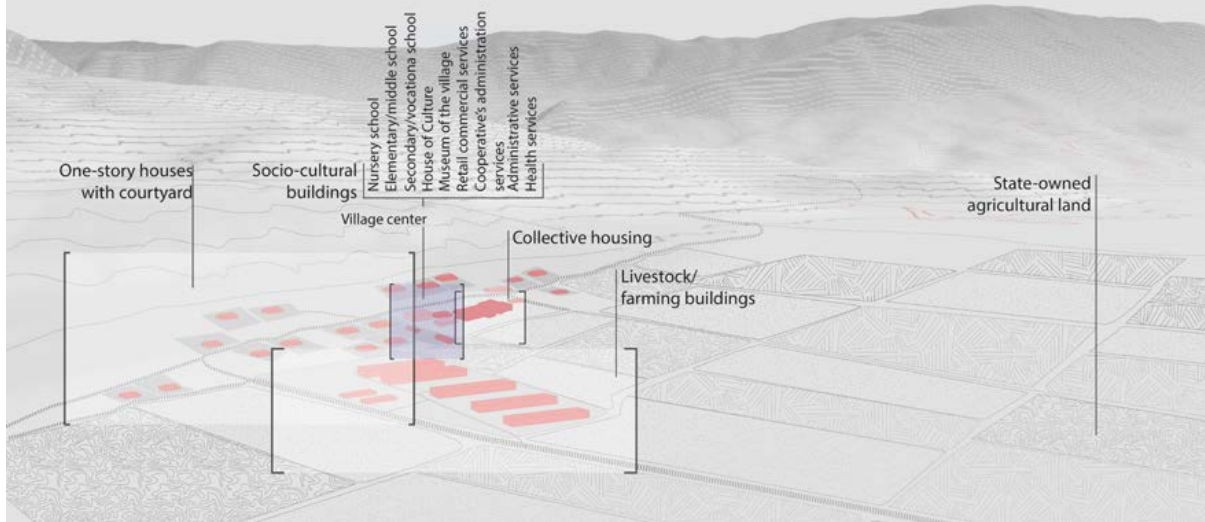 Nursery school
Elementary/middle school
Secondary/vocationa school
House of Culture
Museum of the village
Retail commercial services
Cooperative's administration
services
Administrative services
Health services
One-story houses
with courtyard
Socio-cultural
buildings
Village center
Collective housing
Livestock/
farming buildings
State-owned
agricultural land